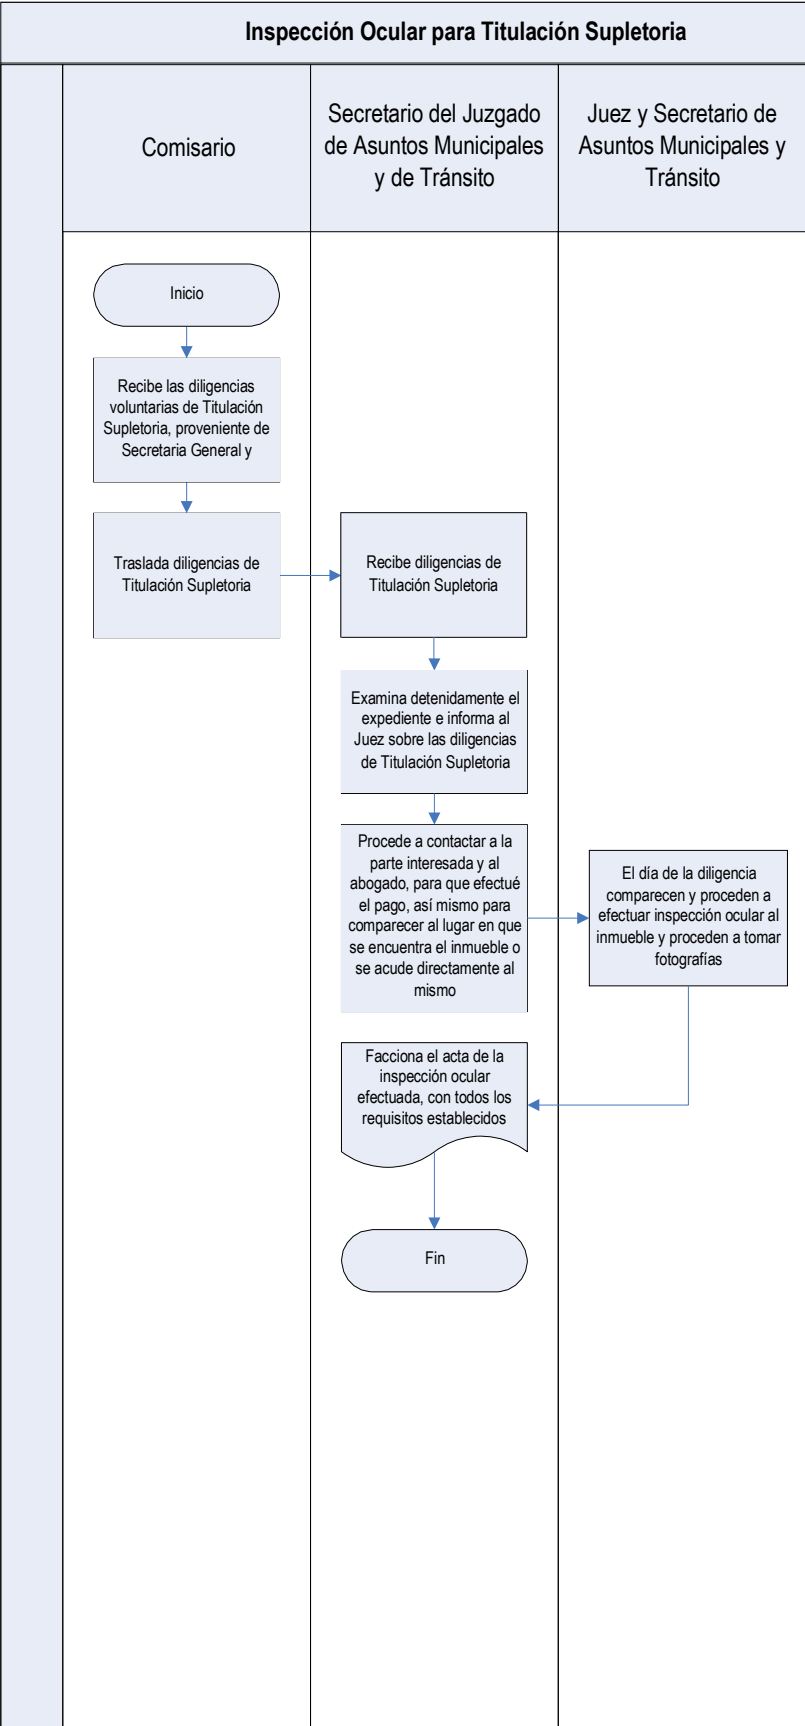 Inspección Ocular para Titulación Supletoria
Comisario
Secretario del Juzgado
de Asuntos Municipales
y de Tránsito
Juez y Secretario de
Asuntos Municipales y
Tránsito
Inicio
Recibe las diligencias
voluntarias de Titulación
Supletoria, proveniente de
Secretaria General y
Traslada diligencias de
Titulación Supletoria
Recibe diligencias de
Titulación Supletoria
Examina detenidamente el
expediente e informa al
Juez sobre las diligencias
de Titulación Supletoria
Procede a contactar a la
parte interesada y al
abogado, para que efectué
el pago, así mismo para
comparecer al lugar en que
se encuentra el inmueble o
se acude directamente al
mismo
El día de la diligencia
comparecen y proceden a
efectuar inspección ocular al
inmueble y proceden a tomar
fotografías
Facciona el acta de la
inspección ocular
efectuada, con todos los
requisitos establecidos
Fin